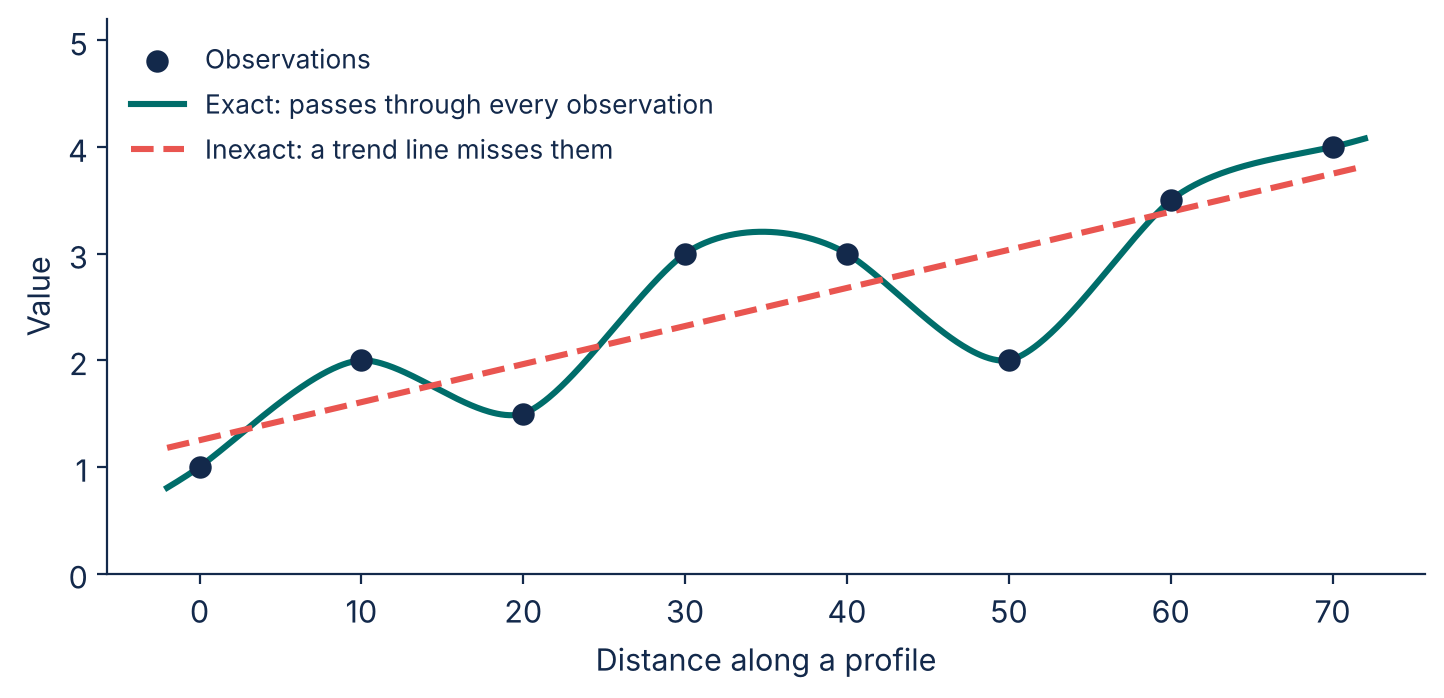 5
4
3
2
1
0
Value
Observations
Exact: passes through every observation
Inexact: a trend line misses them
0 10 20 30 40 50 60 70
Distance along a profile